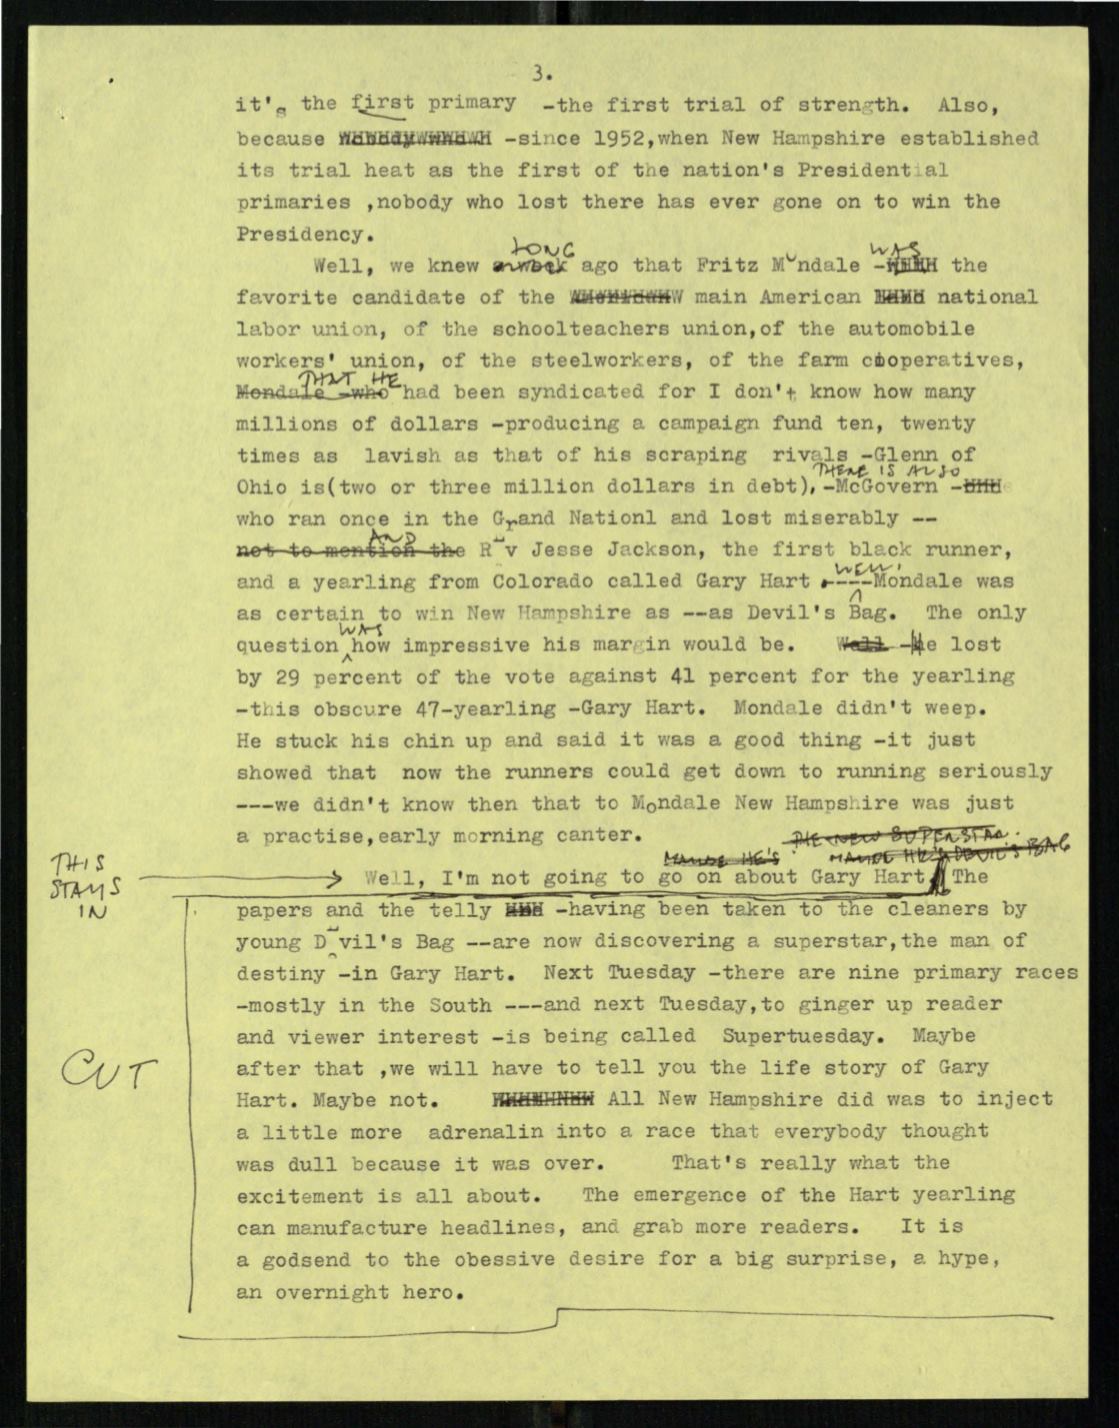 3.
it's the first primary -the first trial of strength. Also,
because -since 1952,when New Hampshire established
its trial heat as the first of the nation's Presidential
primaries ,nobody who lost there has ever gone on to win the
Presidency.
LONG WAS
Well, we knew a week ago that Fritz Mondale - the
favorite candidate of the main American national
labor union, of the schoolteachers union,of the automobile
workers' union, of the steelworkers, of the farm cooperatives,
THAT HE
Mondale -who had been syndicated for I don't know how many
millions of dollars -producing a campaign fund ten, twenty
times as lavish as that of his scraping rivals -Glenn of
THERE IS ALSO
Ohio is(two or three million dollars in debt), -McGovern -
who ran once in the Grand Nationl and lost miserably --
AND
not to mention the Rev Jesse Jackson, the first black runner,
and a yearling from Colorado called Gary Hart .----Mondale was
WELL,
as certain to win New Hampshire as --as Devil's Bag. The only
WAS
question how impressive his margin would be. Well -He lost
by 29 percent of the vote against 41 percent for the yearling
-this obscure 47-yearling -Gary Hart. Mondale didn't weep.
He stuck his chin up and said it was a good thing -it just
showed that now the runners could get down to running seriously
---we didn't know then that to Mondale New Hampshire was just
a practise,early morning canter.
THE NEW SUPERSTAR.
MAYBE HE'S MAYBE HE'S DEVIL'S BAG
THIS
STAYS
IN
Well, I'm not going to go on about Gary Hart. The
papers and the telly -having been taken to the cleaners by
young Devil's Bag --are now discovering a superstar,the man of
destiny -in Gary Hart. Next Tuesday -there are nine primary races
-mostly in the South ---and next Tuesday,to ginger up reader
and viewer interest -is being called Supertuesday. Maybe
CUT
after that ,we will have to tell you the life story of Gary
Hart. Maybe not. All New Hampshire did was to inject
a little more adrenalin into a race that everybody thought
was dull because it was over. That's really what the
excitement is all about. The emergence of the Hart yearling
can manufacture headlines, and grab more readers. It is
a godsend to the obessive desire for a big surprise, a hype,
an overnight hero.